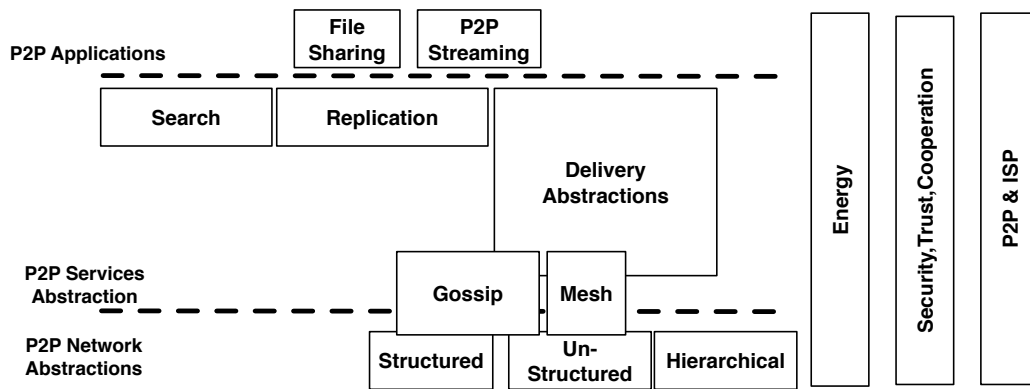 File
Sharing
P2P
Streaming
P2P Applications
Search
Replication
Delivery
Abstractions
P2P Services
Abstraction
Gossip
Mesh
P2P Network
Abstractions
Structured
Un-
Structured
Hierarchical
Energy
Security,Trust,Cooperation
P2P & ISP